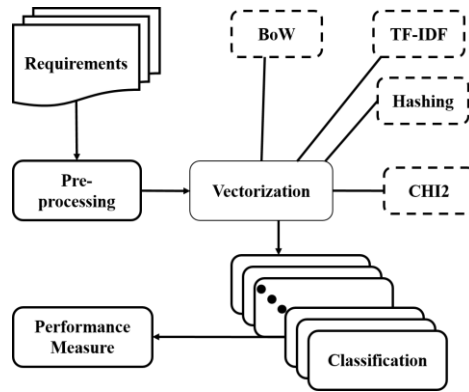 BoW
TF-IDF
Requirements
Hashing
Pre-
processing
Vectorization
CHI2
Performance
Measure
Classification